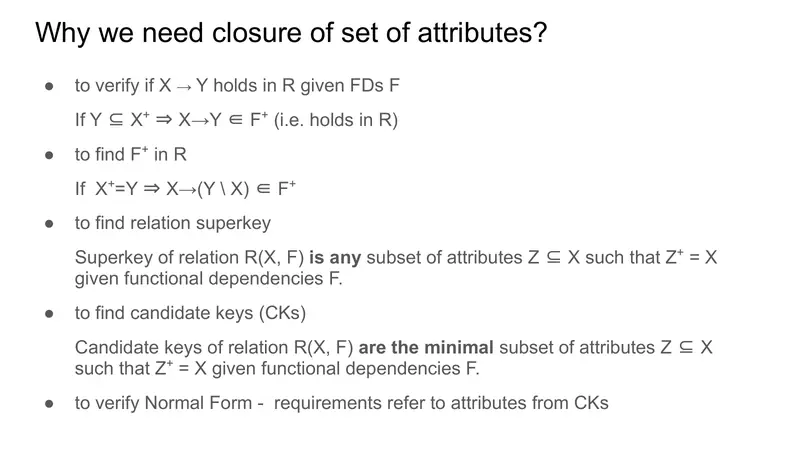 Why we need closure of set of attributes?
● to verify if X → Y holds in R given FDs F
If Y ⊆ X⁺ ⇒ X→Y ∈ F⁺ (i.e. holds in R)
● to find F⁺ in R
If X⁺=Y ⇒ X→(Y \ X) ∈ F⁺
● to find relation superkey
Superkey of relation R(X, F) is any subset of attributes Z ⊆ X such that Z⁺ = X
given functional dependencies F.
● to find candidate keys (CKs)
Candidate keys of relation R(X, F) are the minimal subset of attributes Z ⊆ X
such that Z⁺ = X given functional dependencies F.
● to verify Normal Form - requirements refer to attributes from CKs